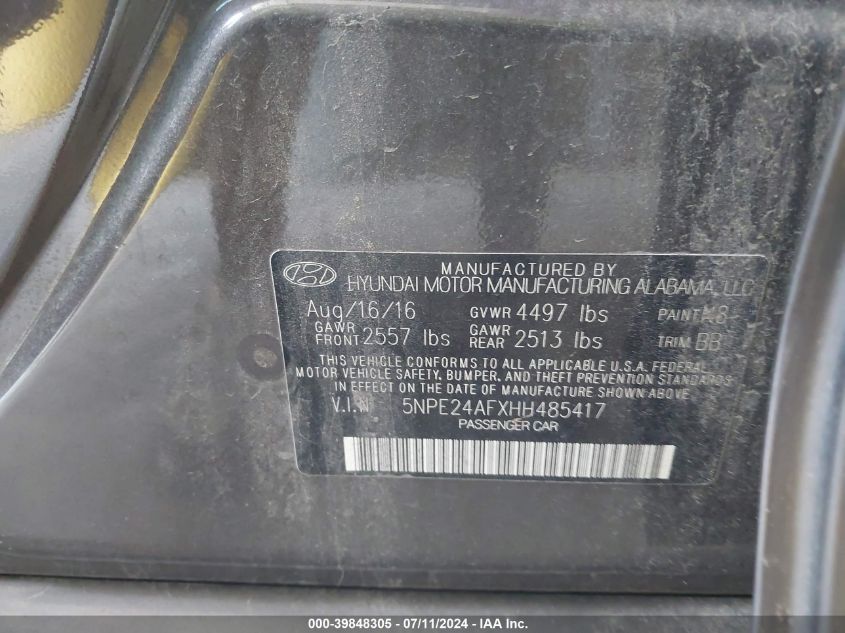 MANUFACTURED BY
HYUNDAI MOTOR MANUFACTURING ALABAMA, LLC
Aug/16/16 GVWR 4497 lbs PAINT X8
GAWR FRONT 2557 lbs GAWR REAR 2513 lbs TRIM BB
THIS VEHICLE CONFORMS TO ALL APPLICABLE U.S.A. FEDERAL
MOTOR VEHICLE SAFETY, BUMPER, AND THEFT PREVENTION STANDARDS
IN EFFECT ON THE DATE OF MANUFACTURE SHOWN ABOVE
V.I.N 5NPE24AFXHH485417
PASSENGER CAR
000-39848305 - 07/11/2024 - IAA Inc.